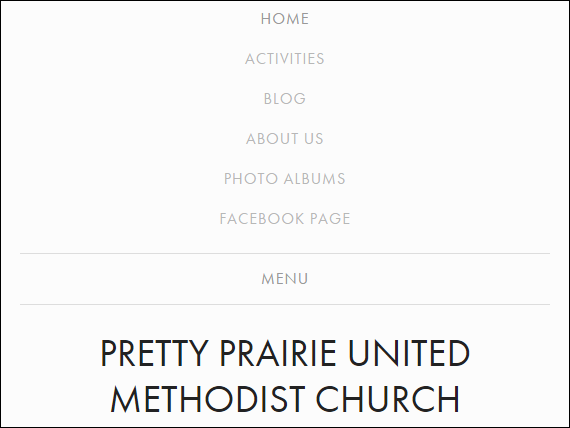 HOME
ACTIVITIES
BLOG
ABOUT US
PHOTO ALBUMS
FACEBOOK PAGE
MENU
PRETTY PRAIRIE UNITED
METHODIST CHURCH